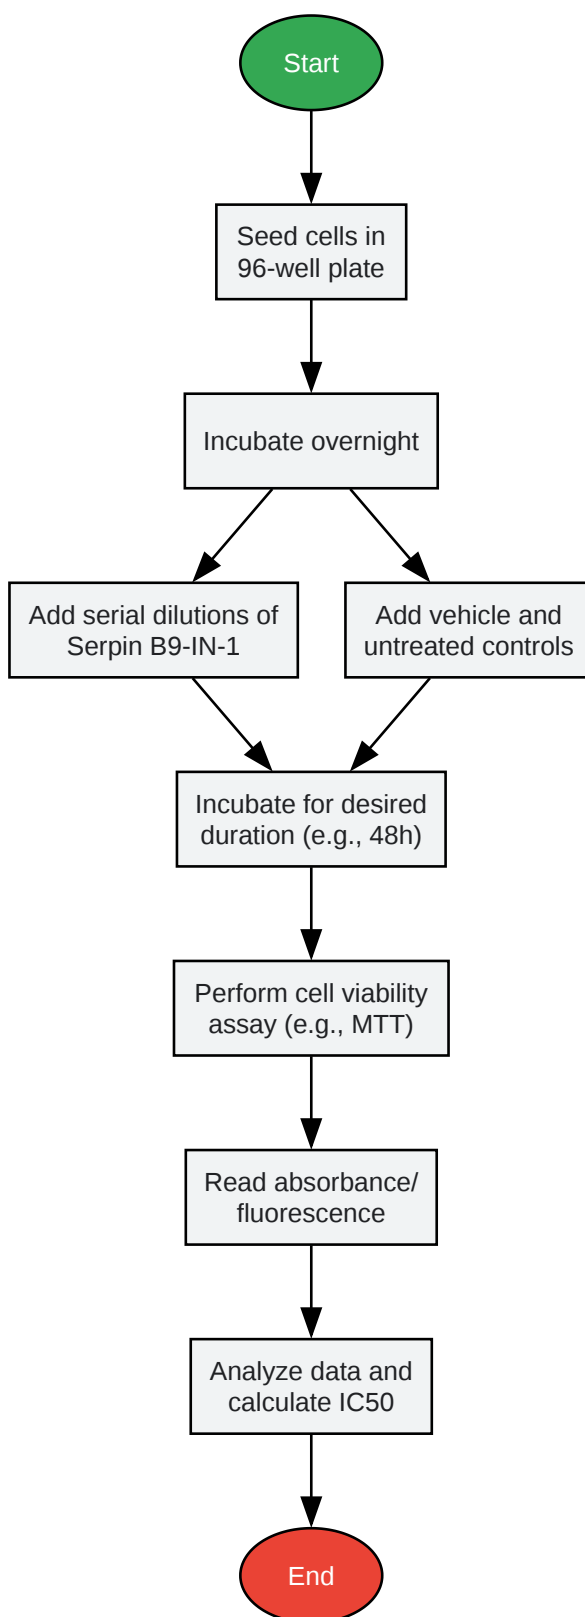 Start
Seed cells in
96-well plate
Incubate overnight
Add serial dilutions of
Serpin B9-IN-1
Add vehicle and
untreated controls
Incubate for desired
duration (e.g., 48h)
Perform cell viability
assay (e.g., MTT)
Read absorbance/
fluorescence
Analyze data and
calculate IC50
End